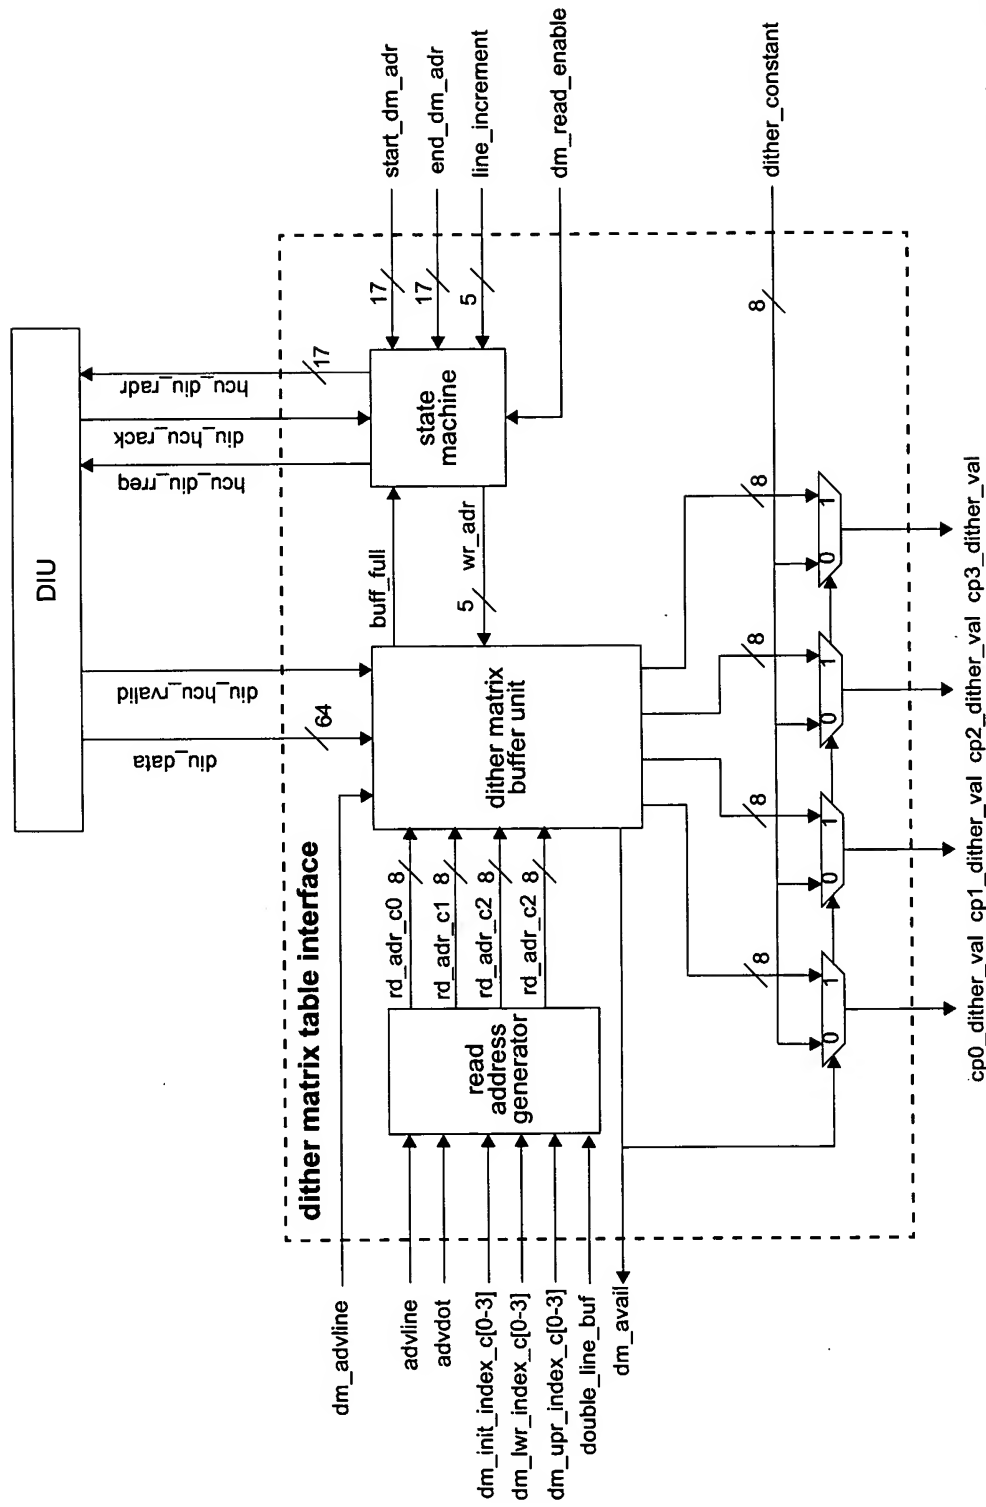 DIU
diu_data
64
diu_hcu_rvalid
hcu_diu_rreq
diu_hcu_rack
hcu_diu_radr
17
dither matrix table interface
dm_advline
advline
advdot
dm_init_index_c[0-3]
dm_lwr_index_c[0-3]
dm_upr_index_c[0-3]
double_line_buf
dm_avail
read
address
generator
rd_adr_c0
8
rd_adr_c1
8
rd_adr_c2
8
rd_adr_c2
8
dither matrix
buffer unit
buff_full
wr_adr
5
state
machine
17
start_dm_adr
17
end_dm_adr
5
line_increment
dm_read_enable
8
8
8
8
8
dither_constant
0 1
0 1
0 1
0 1
cp0_dither_val cp1_dither_val cp2_dither_val cp3_dither_val